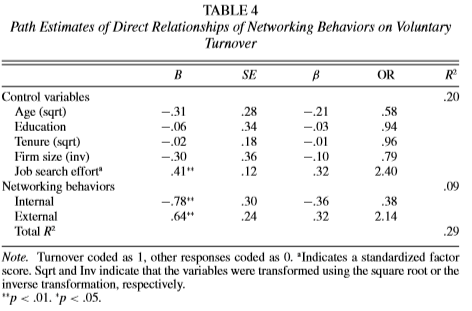 TABLE 4
Path Estimates of Direct Relationships of Networking Behaviors on Voluntary
Turnover
B SE β OR R²
Control variables .20
Age (sqrt) −.31 .28 −.21 .58
Education −.06 .34 −.03 .94
Tenure (sqrt) −.02 .18 −.01 .96
Firm size (inv) −.30 .36 −.10 .79
Job search effortᵃ .41** .12 .32 2.40
Networking behaviors .09
Internal −.78** .30 −.36 .38
External .64** .24 .32 2.14
Total R² .29
Note. Turnover coded as 1, other responses coded as 0. ᵃIndicates a standardized factor
score. Sqrt and Inv indicate that the variables were transformed using the square root or the
inverse transformation, respectively.
**p < .01. *p < .05.